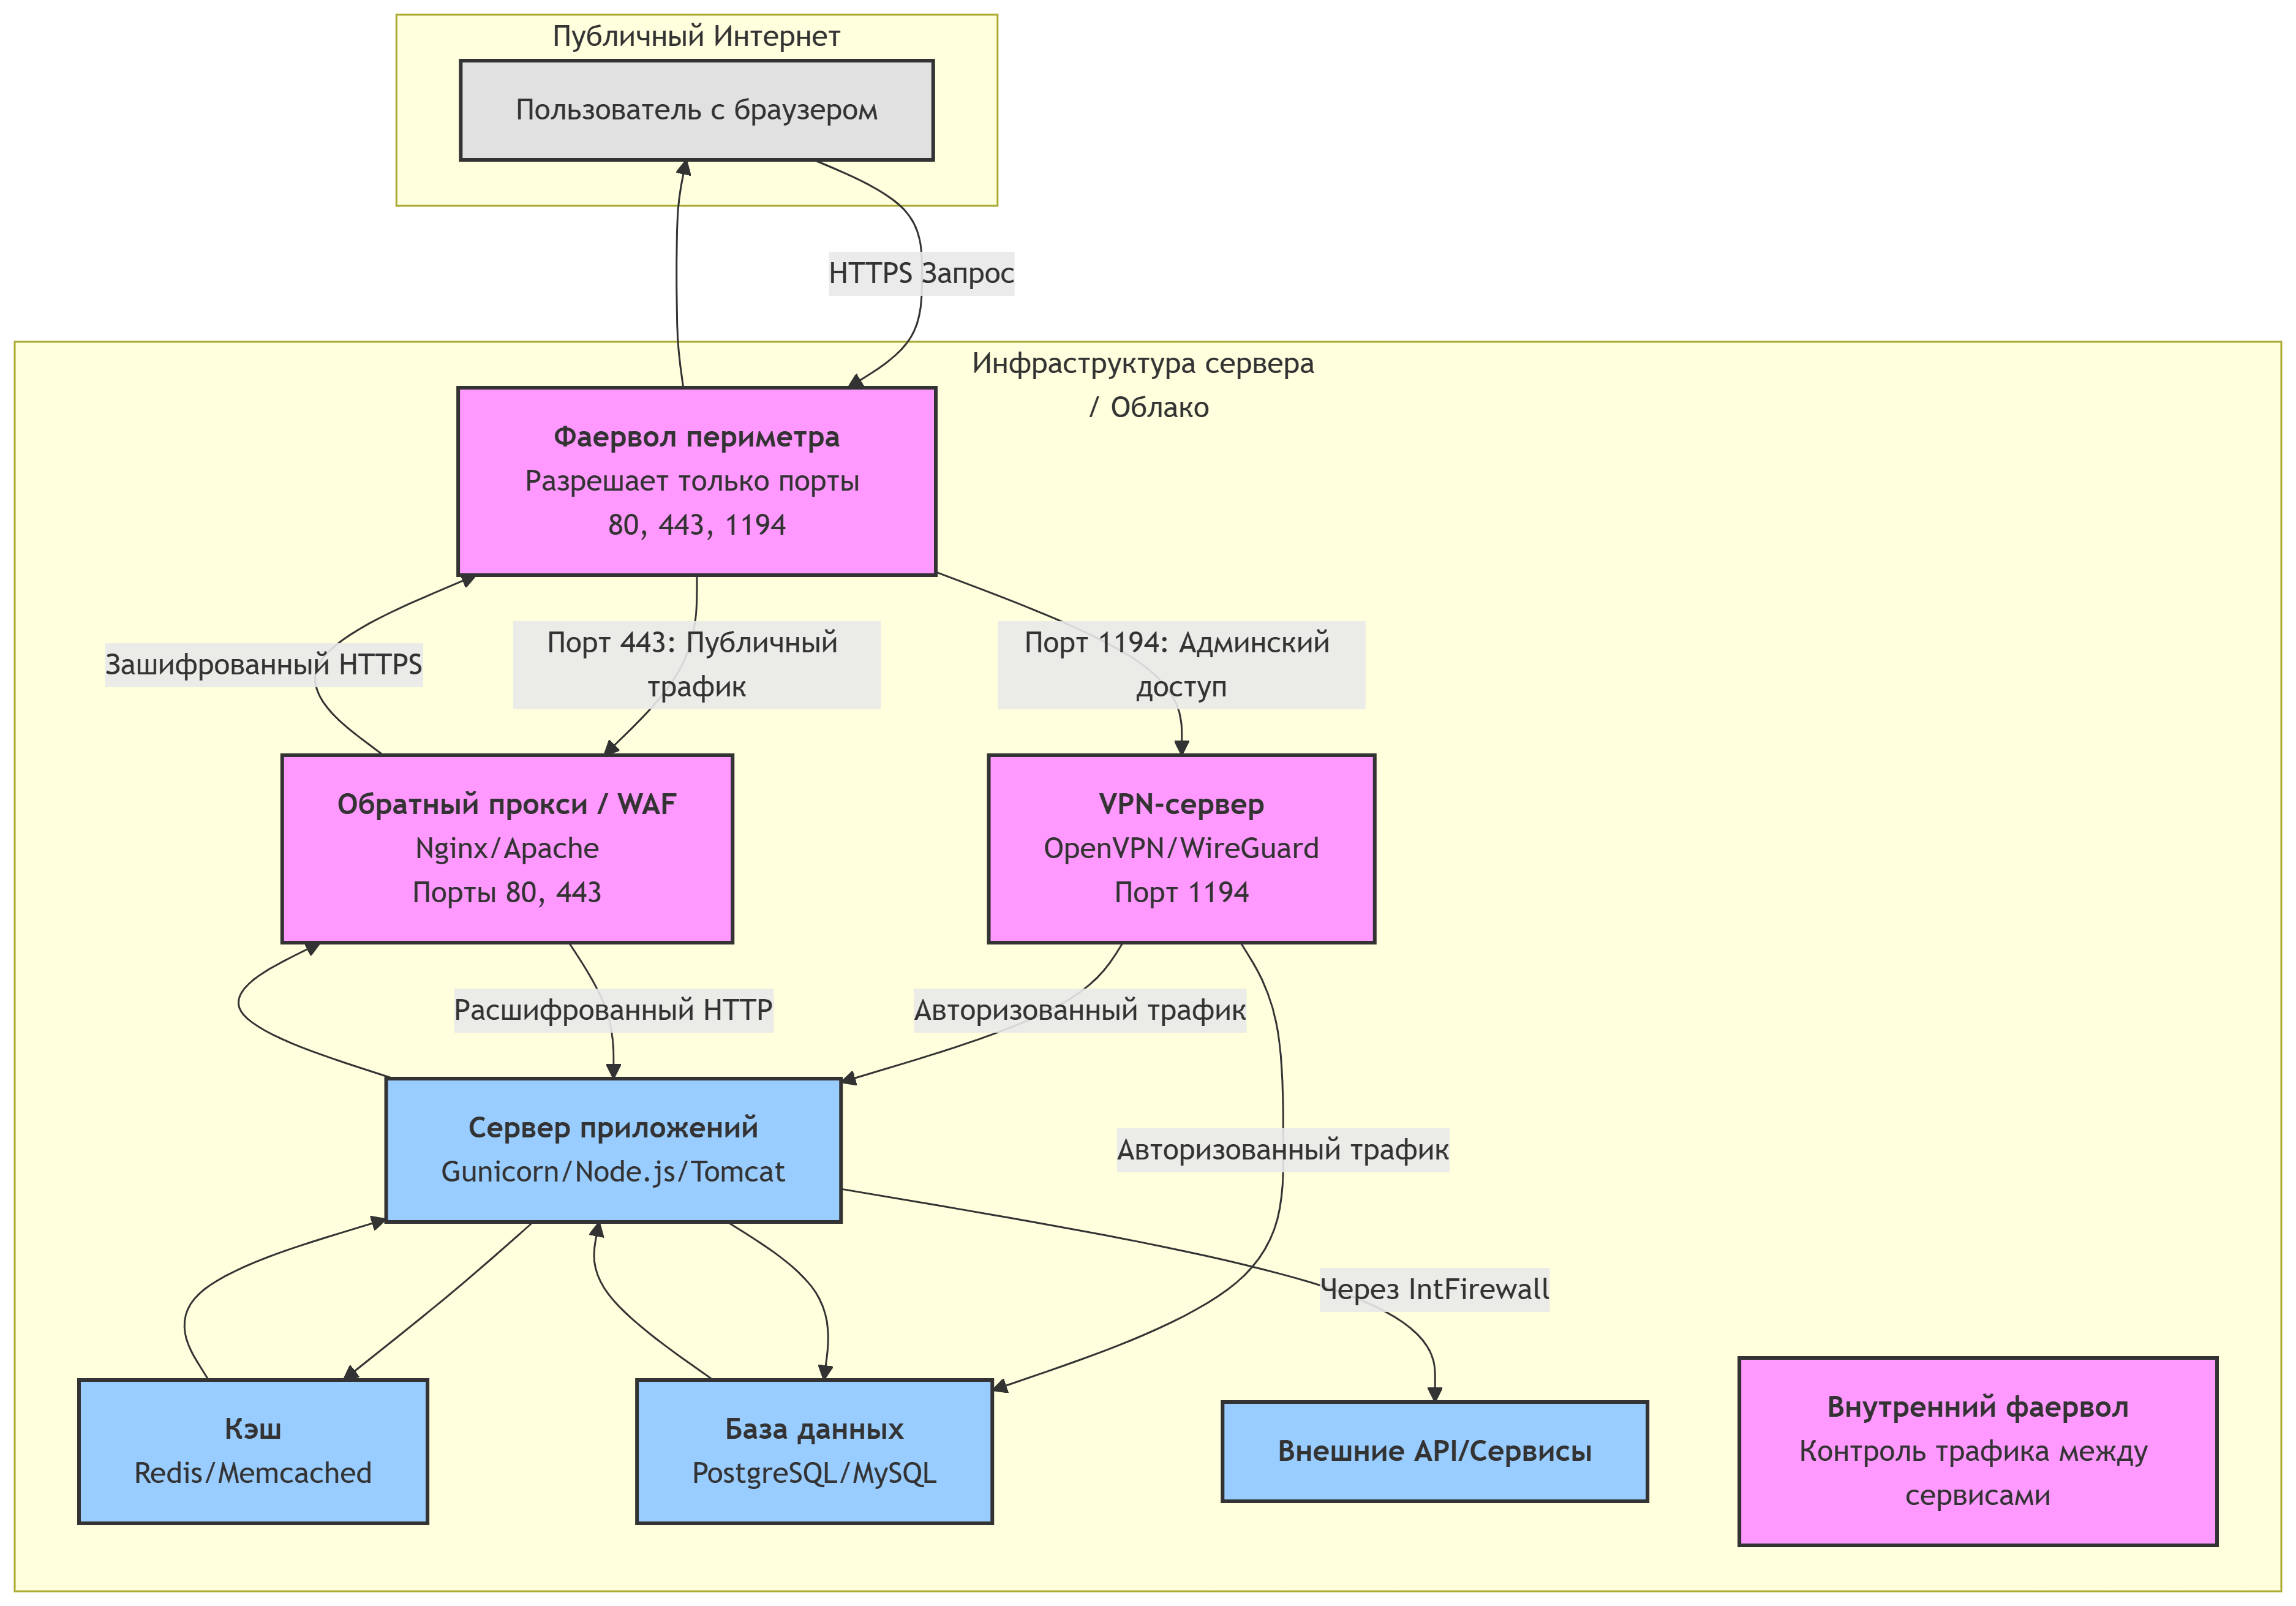 Публичный Интернет
Пользователь с браузером
HTTPS Запрос
Инфраструктура сервера
/ Облако
Фаервол периметра
Разрешает только порты
80, 443, 1194
Зашифрованный HTTPS
Порт 443: Публичный
трафик
Порт 1194: Админский
доступ
Обратный прокси / WAF
Nginx/Apache
Порты 80, 443
VPN-сервер
OpenVPN/WireGuard
Порт 1194
Расшифрованный HTTP
Авторизованный трафик
Сервер приложений
Gunicorn/Node.js/Tomcat
Авторизованный трафик
Через IntFirewall
Кэш
Redis/Memcached
База данных
PostgreSQL/MySQL
Внешние API/Сервисы
Внутренний фаервол
Контроль трафика между
сервисами